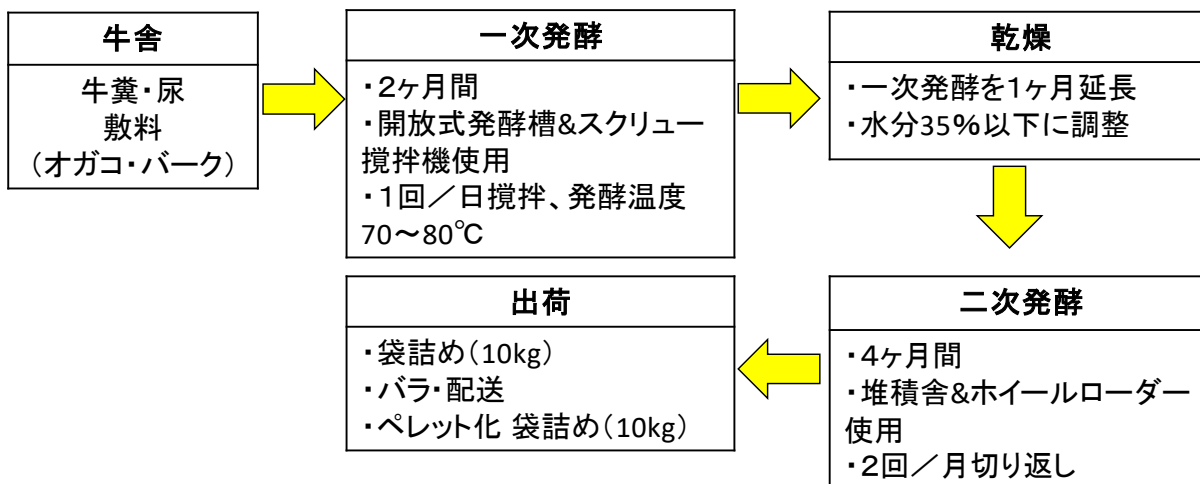 牛舎
牛糞・尿
敷料
(オガコ・バーク)
一次発酵
・2ヶ月間
・開放式発酵槽&スクリュー
撹拌機使用
・1回／日撹拌、発酵温度
70～80℃
乾燥
・一次発酵を1ヶ月延長
・水分35%以下に調整
二次発酵
・4ヶ月間
・堆積舎&ホイールローダー
使用
・2回／月切り返し
出荷
・袋詰め(10kg)
・バラ・配送
・ペレット化 袋詰め(10kg)